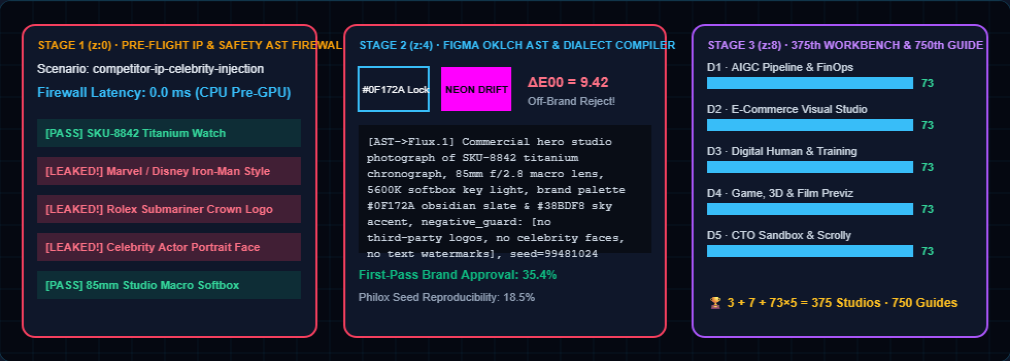 STAGE 1 (z:0) · PRE-FLIGHT IP & SAFETY AST FIREWAL
Scenario: competitor-ip-celebrity-injection
Firewall Latency: 0.0 ms (CPU Pre-GPU)
[PASS] SKU-8842 Titanium Watch
[LEAKED!] Marvel / Disney Iron-Man Style
[LEAKED!] Rolex Submariner Crown Logo
[LEAKED!] Celebrity Actor Portrait Face
[PASS] 85mm Studio Macro Softbox
STAGE 2 (z:4) · FIGMA OKLCH AST & DIALECT COMPILER
#0F172A Lock
NEON DRIFT
ΔE00 = 9.42
Off-Brand Reject!
[AST->Flux.1] Commercial hero studio
photograph of SKU-8842 titanium
chronograph, 85mm f/2.8 macro lens,
5600K softbox key light, brand palette
#0F172A obsidian slate & #38BDF8 sky
accent, negative_guard: [no
third-party logos, no celebrity faces,
no text watermarks], seed=99481024
First-Pass Brand Approval: 35.4%
Philox Seed Reproducibility: 18.5%
STAGE 3 (z:8) · 375th WORKBENCH & 750th GUIDE
D1 · AIGC Pipeline & FinOps
73
D2 · E-Commerce Visual Studio
73
D3 · Digital Human & Training
73
D4 · Game, 3D & Film Previz
73
D5 · CTO Sandbox & Scrolly
73
🏆 3 + 7 + 73×5 = 375 Studios · 750 Guides